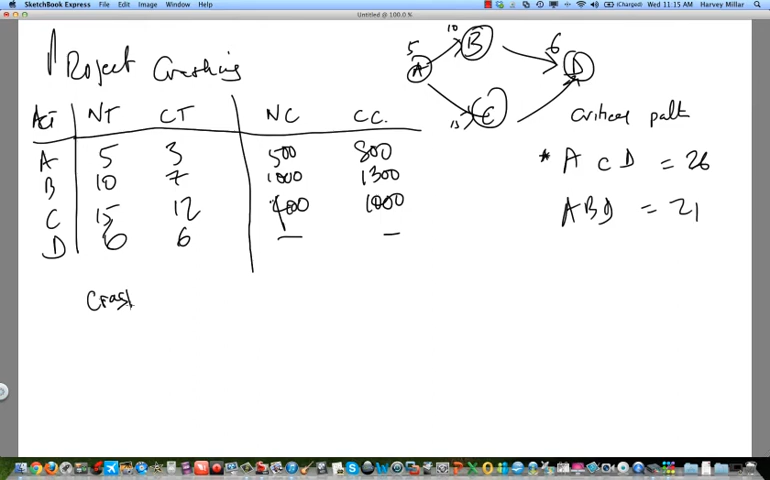 SketchBook Express File Edit Image Window Help (Charged) Wed 11:15 AM Harvey Millar
Untitled @ 100.0 %
Project Crashing
Act NT CT NC C.C.
A 5 3 500 800
B 10 7 1000 1300
C 15 12 400 1000
D 6 6 — —
Cras
5 A
10 B
15 C
6 D
Critical path
* A C D = 26
A B D = 21